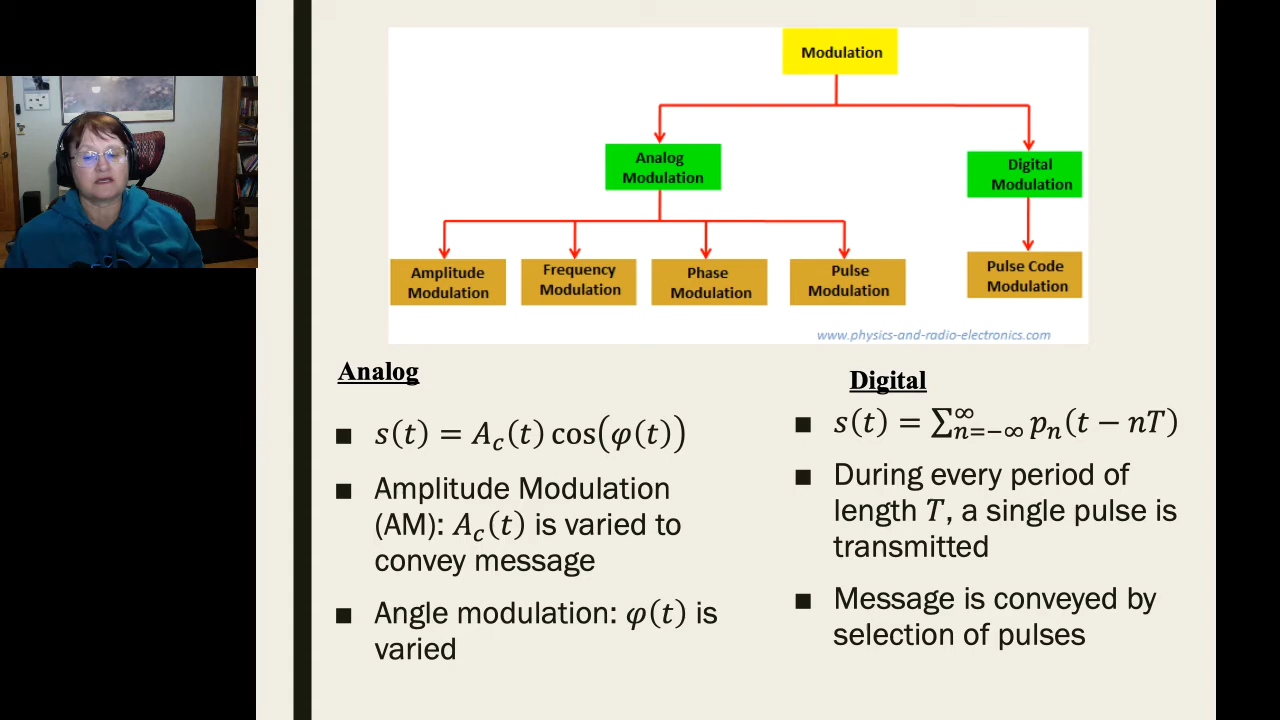 Modulation
Analog
Modulation
Digital
Modulation
Amplitude
Modulation
Frequency
Modulation
Phase
Modulation
Pulse
Modulation
Pulse Code
Modulation
www.physics-and-radio-electronics.com
Analog
■ s(t) = A_c(t) cos(φ(t))
■ Amplitude Modulation
(AM): A_c(t) is varied to
convey message
■ Angle modulation: φ(t) is
varied
Digital
■ s(t) = ∑_{n=−∞}^{∞} p_n(t − nT)
■ During every period of
length T, a single pulse is
transmitted
■ Message is conveyed by
selection of pulses